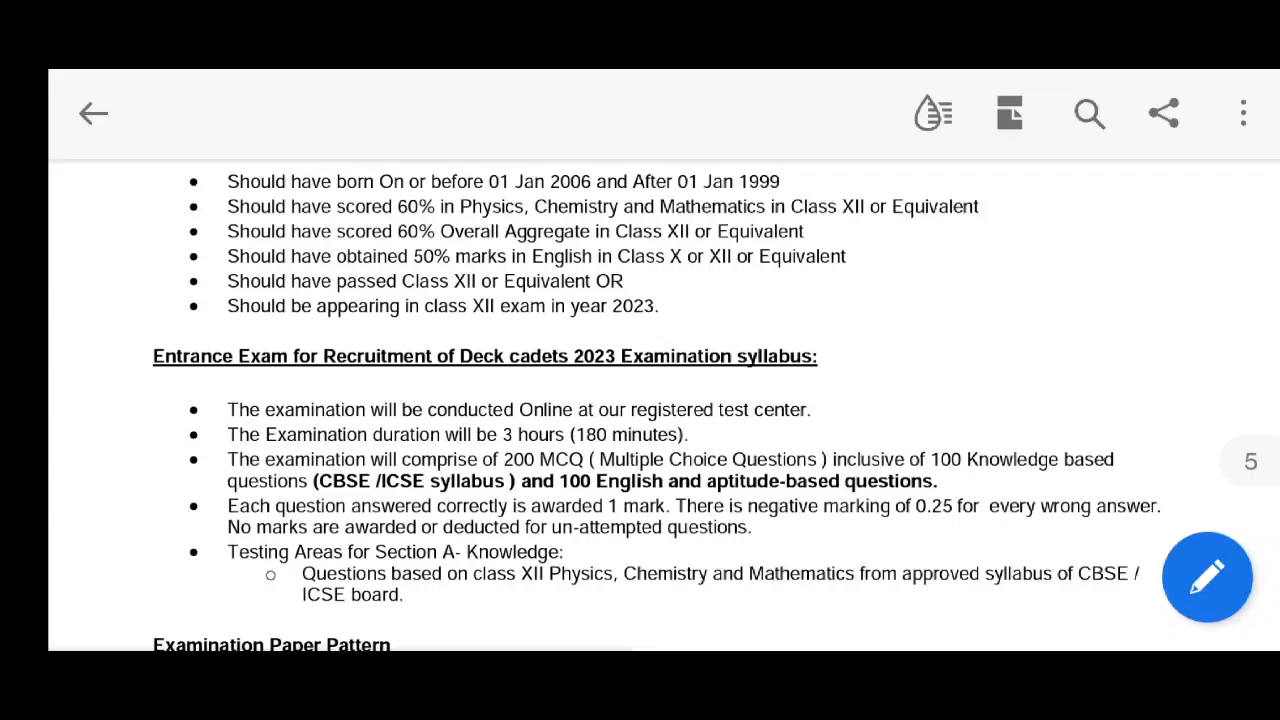 Should have born On or before 01 Jan 2006 and After 01 Jan 1999
Should have scored 60% in Physics, Chemistry and Mathematics in Class XII or Equivalent
Should have scored 60% Overall Aggregate in Class XII or Equivalent
Should have obtained 50% marks in English in Class X or XII or Equivalent
Should have passed Class XII or Equivalent OR
Should be appearing in class XII exam in year 2023.
Entrance Exam for Recruitment of Deck cadets 2023 Examination syllabus:
The examination will be conducted Online at our registered test center.
The Examination duration will be 3 hours (180 minutes).
The examination will comprise of 200 MCQ ( Multiple Choice Questions ) inclusive of 100 Knowledge based
questions (CBSE /ICSE syllabus ) and 100 English and aptitude-based questions.
5
Each question answered correctly is awarded 1 mark. There is negative marking of 0.25 for  every wrong answer.
No marks are awarded or deducted for un-attempted questions.
Testing Areas for Section A- Knowledge:
Questions based on class XII Physics, Chemistry and Mathematics from approved syllabus of CBSE /
ICSE board.
Examination Paper Pattern